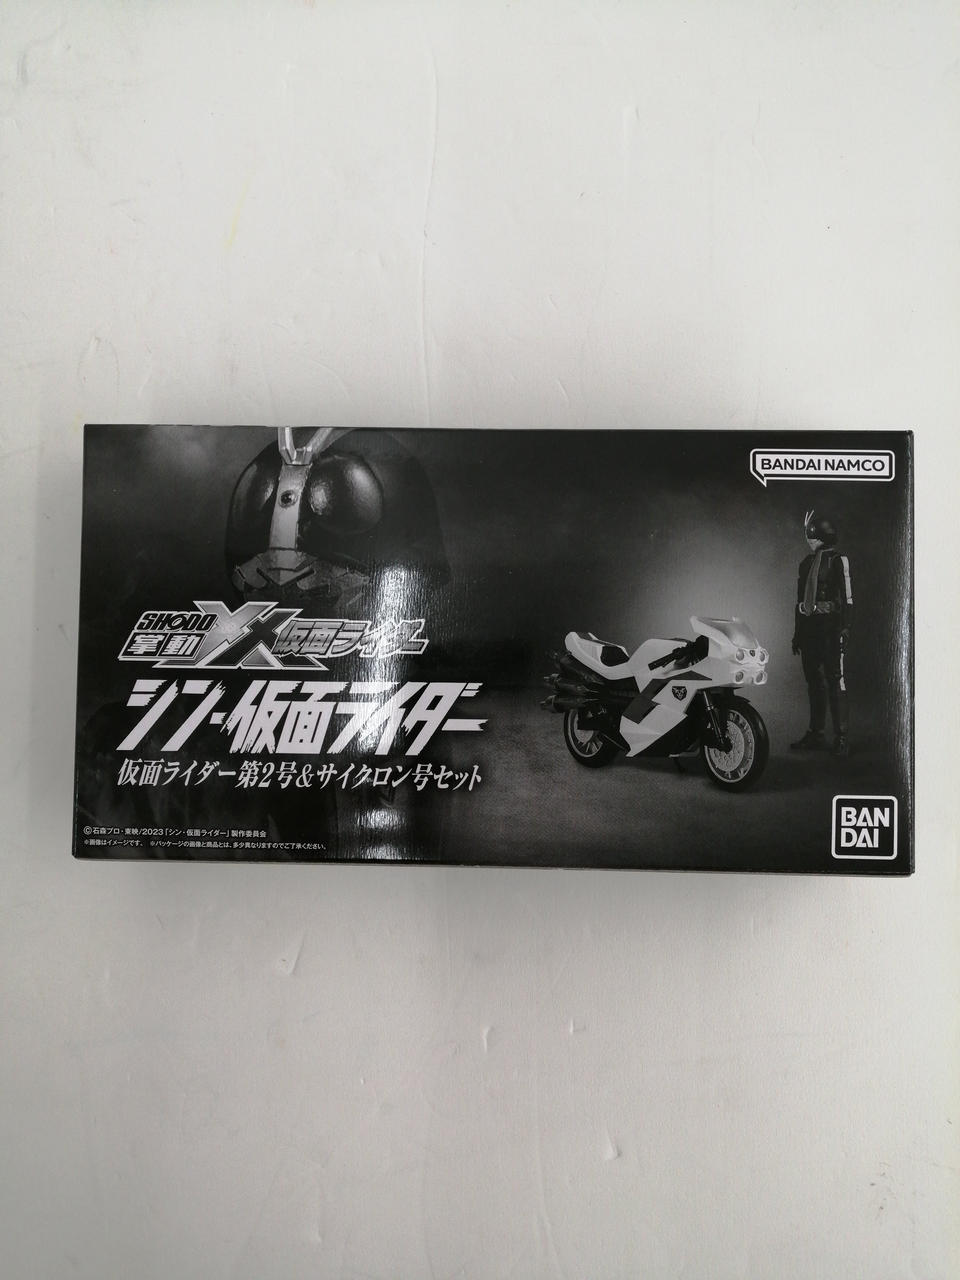 BANDAI NAMCO
SHODO
掌動
XX
仮面ライダー
シン・仮面ライダー
仮面ライダー第2号&サイクロン号セット
©石森プロ・東映/2023「シン・仮面ライダー」製作委員会
※画像はイメージです。 ※パッケージの画像と商品とは、多少異なりますのでご了承ください。
BAN
DAI